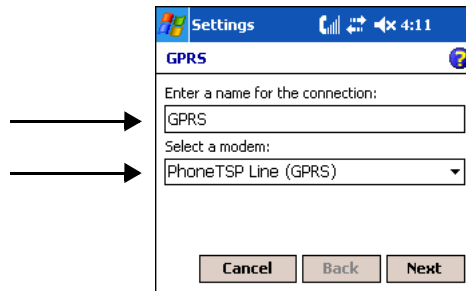 Settings 4:11
GPRS
Enter a name for the connection:
GPRS
Select a modem:
PhoneTSP Line (GPRS)
Cancel Back Next